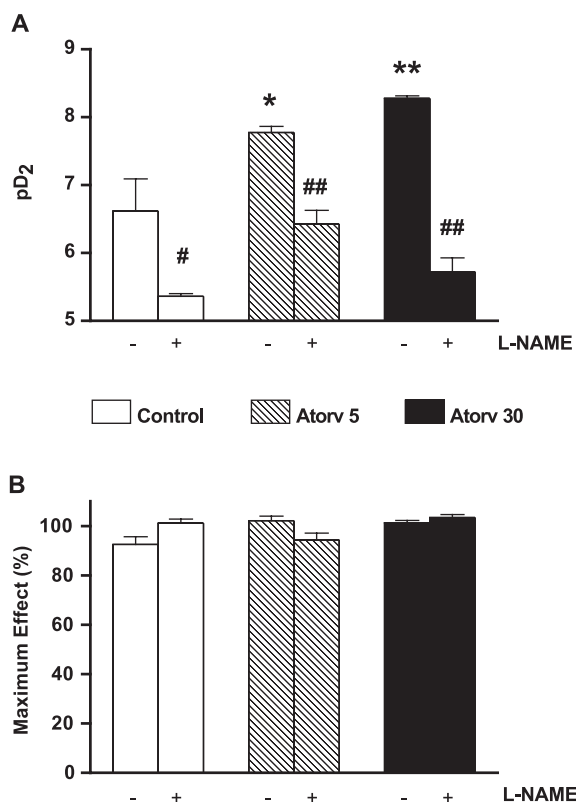 A
9
8
7
6
5
pD2
*
**
#
##
##
- + - + - + L-NAME
Control Atorv 5 Atorv 30
B
100
80
60
40
20
0
Maximum Effect (%)
- + - + - + L-NAME